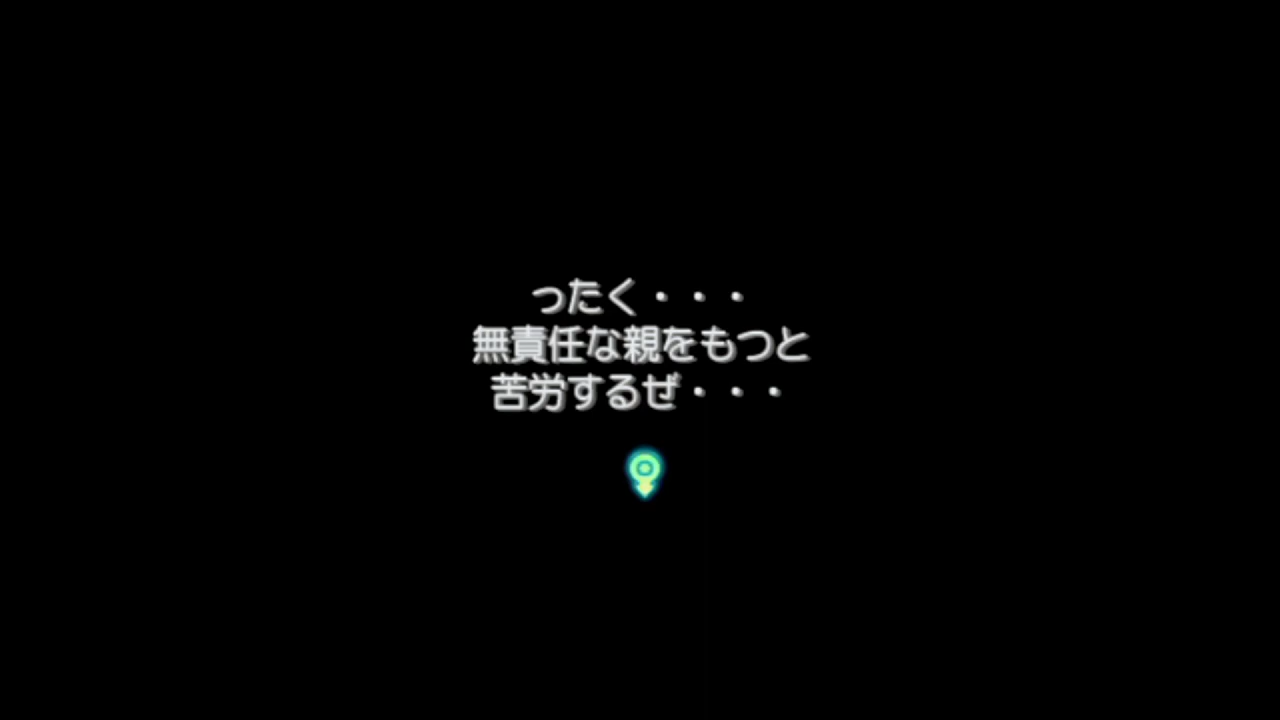 ったく・・・
無責任な親をもつと
苦労するぜ・・・